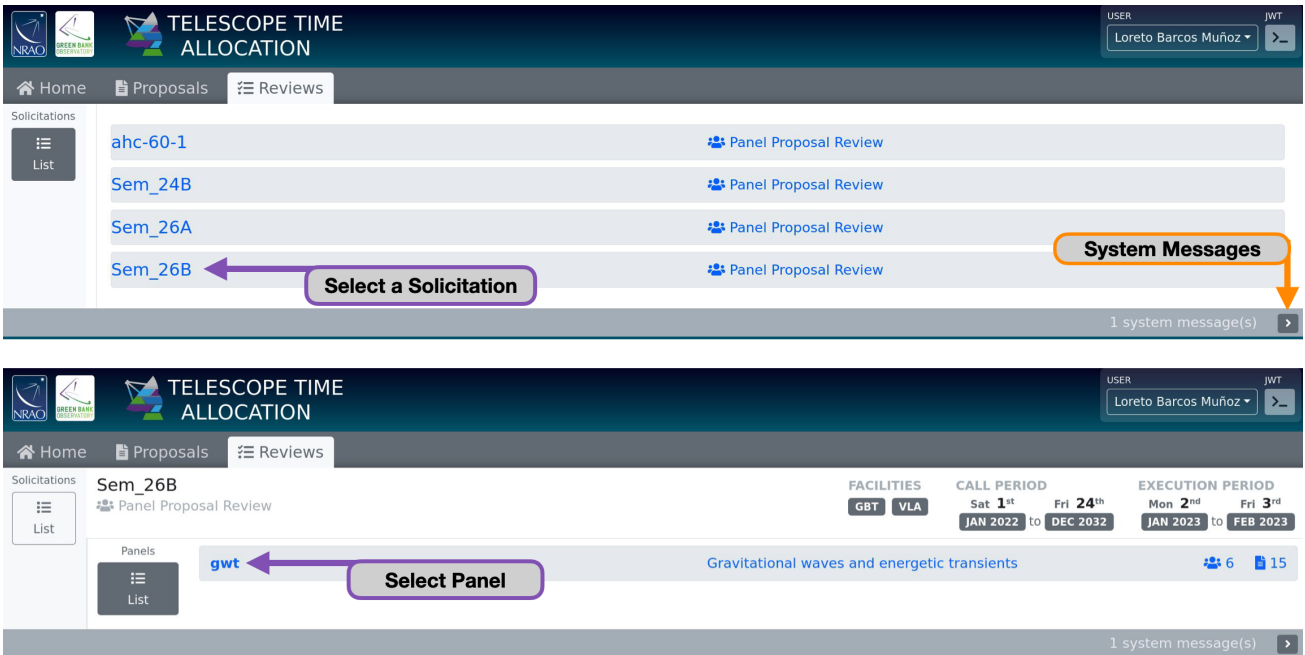 NRAO
GREEN BANK
OBSERVATORY
TELESCOPE TIME
ALLOCATION
USER
JWT
Loreto Barcos Muñoz
>_
Home
Proposals
Reviews
Solicitations
List
ahc-60-1
Panel Proposal Review
Sem_24B
Panel Proposal Review
Sem_26A
Panel Proposal Review
Sem_26B
Panel Proposal Review
Select a Solicitation
System Messages
1 system message(s)
NRAO
GREEN BANK
OBSERVATORY
TELESCOPE TIME
ALLOCATION
USER
JWT
Loreto Barcos Muñoz
>_
Home
Proposals
Reviews
Solicitations
List
Sem_26B
Panel Proposal Review
FACILITIES
GBT VLA
CALL PERIOD
Sat 1st Fri 24th
JAN 2022 to DEC 2032
EXECUTION PERIOD
Mon 2nd Fri 3rd
JAN 2023 to FEB 2023
Panels
List
gwt
Select Panel
Gravitational waves and energetic transients
6
15
1 system message(s)